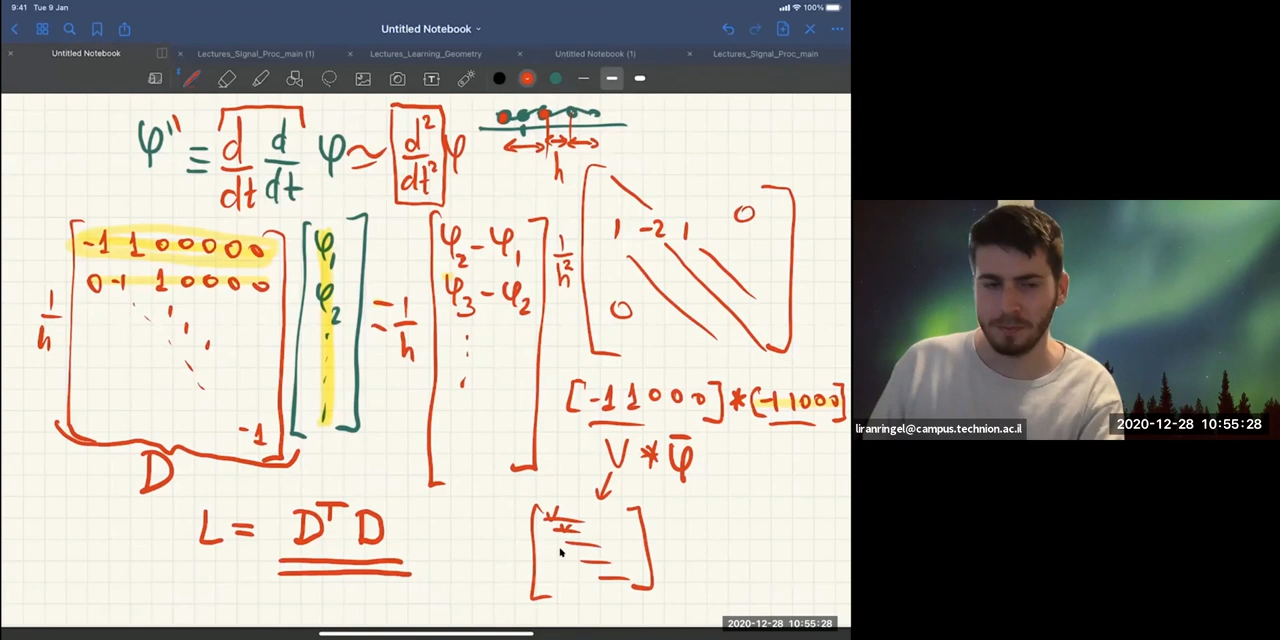 9:41 Tue 9 Jan
100%
Untitled Notebook
Untitled Notebook
Lectures_Signal_Proc_main (1)
Lectures_Learning_Geometry
Untitled Notebook (1)
Lectures_Signal_Proc_main
φ'' ≡ d/dt d/dt φ ≃ d²/dt² φ
h
1/h [ -1 1 0 0 0 0 0
0 -1 1 0 0 0 0
-1 ]
[ φ₁
φ₂ ]
= 1/h [ φ₂ - φ₁
φ₃ - φ₂ ]
1/h² [ 1 -2 1 0
0 ]
D
[-1 1 0 0 0] * [-1 1 0 0 0]
V * φ̄
L = DᵀD
[ V
V ]
liranringel@campus.technion.ac.il
2020-12-28 10:55:28
2020-12-28 10:55:28